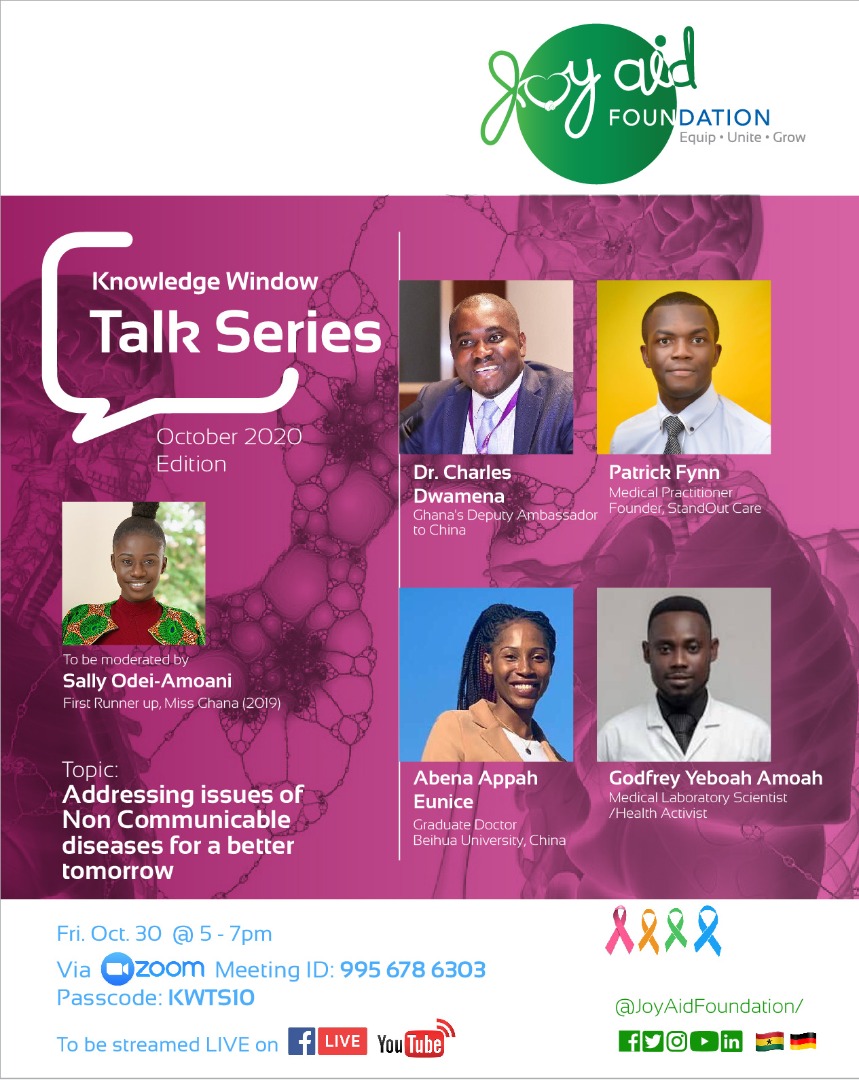 Joy aid
FOUNDATION
Equip • Unite • Grow
Knowledge Window
Talk Series
October 2020
Edition
To be moderated by
Sally Odei-Amoani
First Runner up, Miss Ghana (2019)
Topic:
Addressing issues of
Non Communicable
diseases for a better
tomorrow
Dr. Charles
Dwamena
Ghana's Deputy Ambassador
to China
Patrick Fynn
Medical Practitioner
Founder, StandOut Care
Abena Appah
Eunice
Graduate Doctor
Beihua University, China
Godfrey Yeboah Amoah
Medical Laboratory Scientist
/Health Activist
Fri. Oct. 30 @ 5 - 7pm
Via zoom Meeting ID: 995 678 6303
Passcode: KWTS10
To be streamed LIVE on f LIVE YouTube
@JoyAidFoundation/